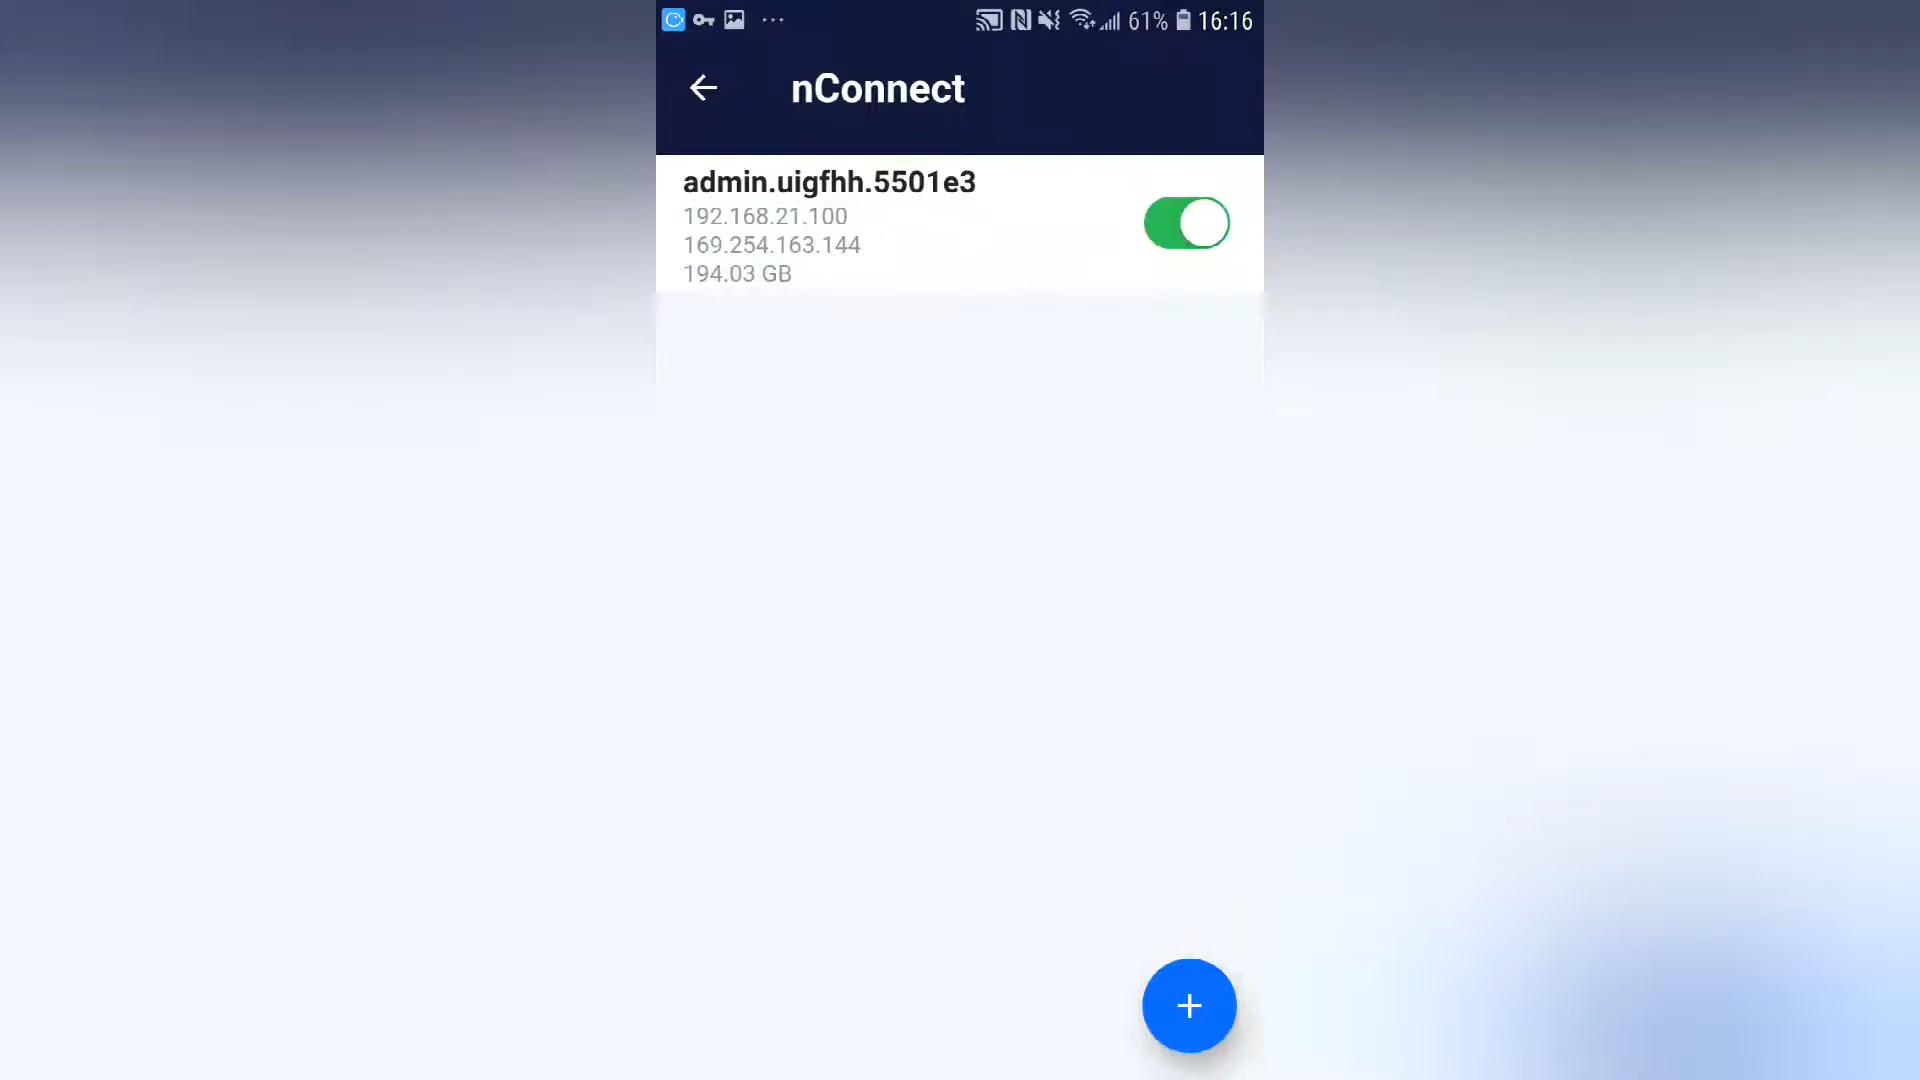 61% 16:16
nConnect
admin.uigfhh.5501e3
192.168.21.100
169.254.163.144
194.03 GB